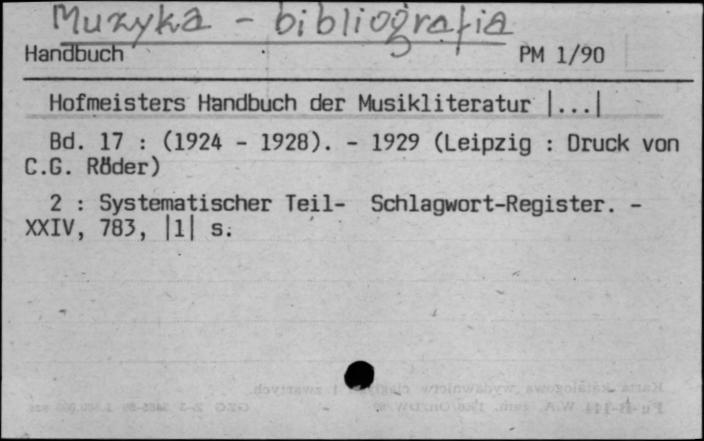 Muzyka - bibliografia
Handbuch PM 1/90
Hofmeisters Handbuch der Musikliteratur |...|
Bd. 17 : (1924 - 1928). - 1929 (Leipzig : Druck von
C.G. Röder)
2 : Systematischer Teil- Schlagwort-Register. -
XXIV, 783, |1| s.